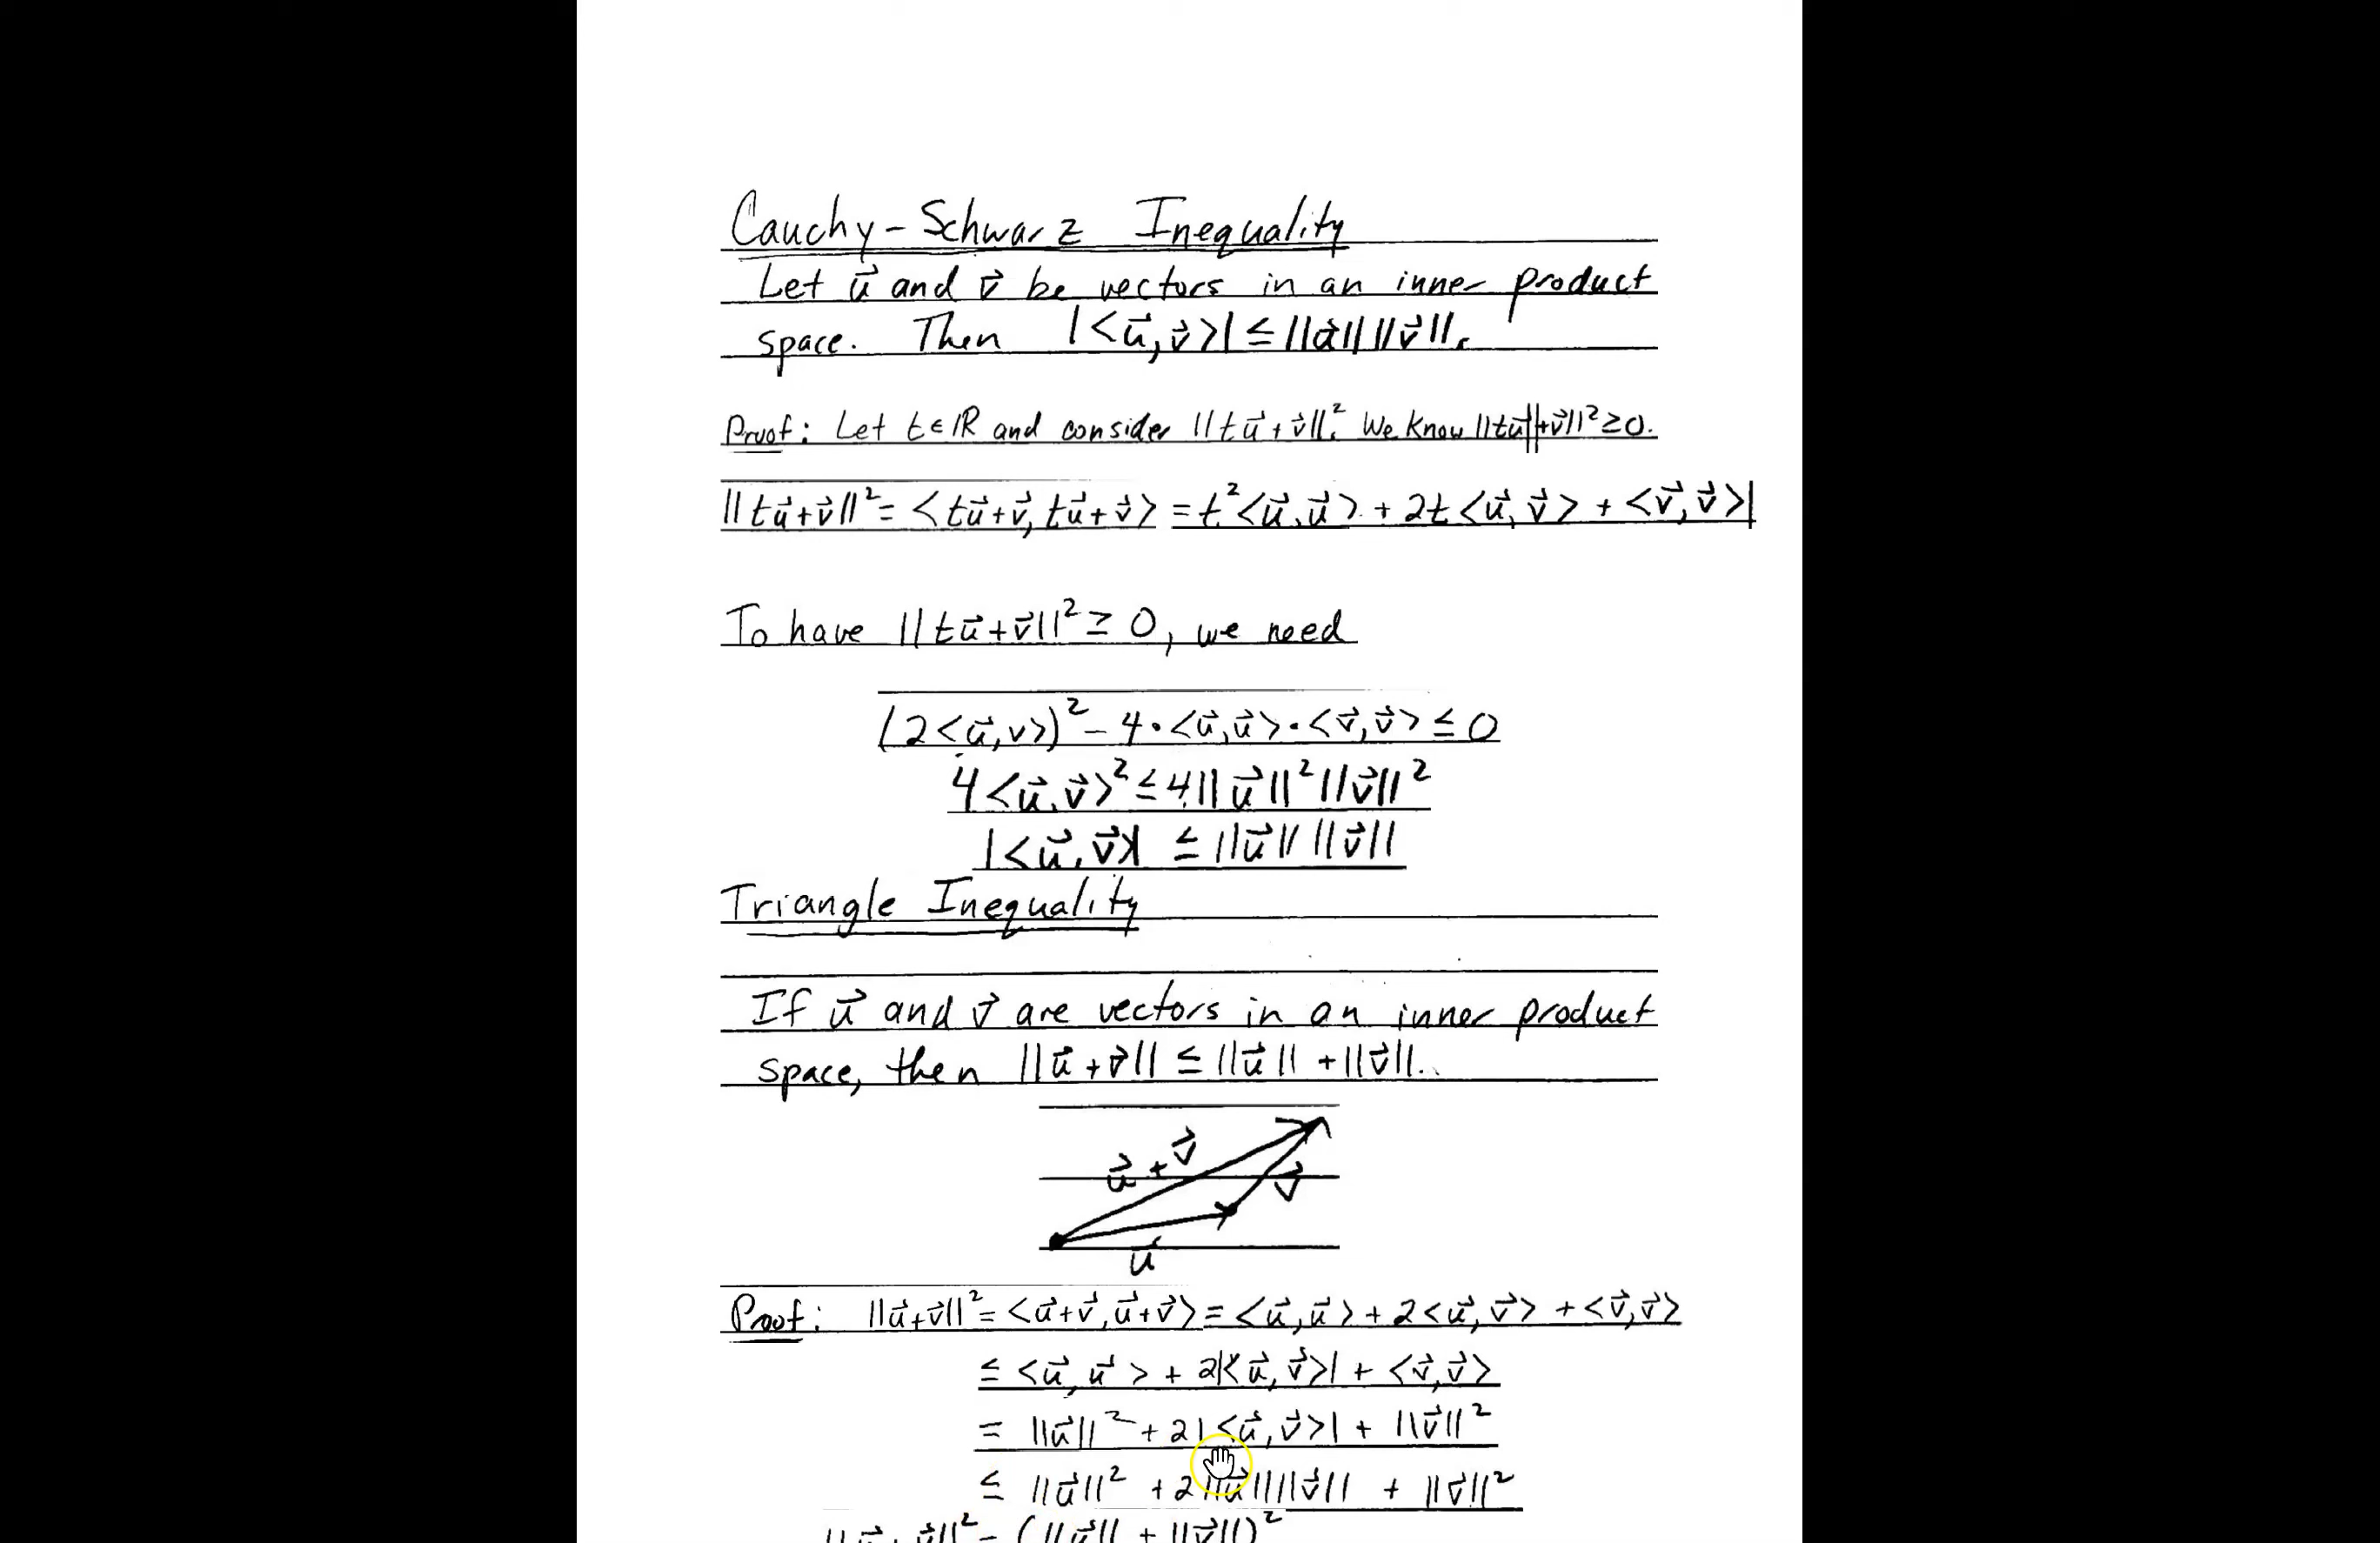 Cauchy-Schwarz Inequality
Let u⃗ and v⃗ be vectors in an inner product
space. Then |<u⃗, v⃗>| ≤ ||u⃗|| ||v⃗||.
Proof: Let t∈ℝ and consider ||tu⃗+v⃗||². We know ||tu⃗+v⃗||² ≥ 0.
||tu⃗+v⃗||² = <tu⃗+v⃗, tu⃗+v⃗> = t²<u⃗, u⃗> + 2t<u⃗, v⃗> + <v⃗, v⃗>
To have ||tu⃗+v⃗||² ≥ 0, we need
(2<u⃗, v>)² - 4·<u⃗, u⃗>·<v⃗, v⃗> ≤ 0
4<u⃗, v⃗>² ≤ 4||u⃗||² ||v⃗||²
|<u⃗, v⃗>| ≤ ||u⃗|| ||v⃗||
Triangle Inequality
If u⃗ and v⃗ are vectors in an inner product
space, then ||u⃗ + v⃗|| ≤ ||u⃗|| + ||v⃗||.
u⃗ + v⃗
v⃗
u⃗
Proof: ||u⃗+v⃗||² = <u⃗+v⃗, u⃗+v⃗> = <u⃗, u⃗> + 2<u⃗, v⃗> + <v⃗, v⃗>
≤ <u⃗, u⃗> + 2|<u⃗, v⃗>| + <v⃗, v⃗>
= ||u⃗||² + 2|<u⃗, v⃗>| + ||v⃗||²
≤ ||u⃗||² + 2||u⃗|| ||v⃗|| + ||v⃗||²
(||u⃗|| + ||v⃗||)²